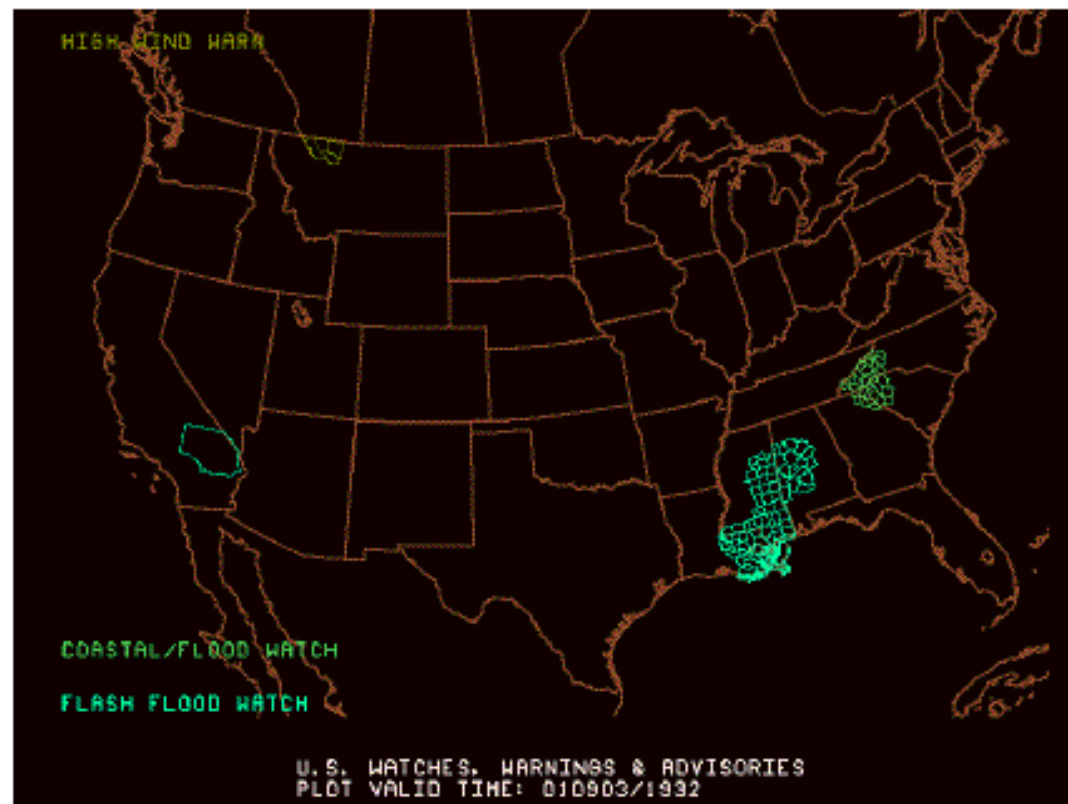 HIGH WIND WARN
COASTAL/FLOOD WATCH
FLASH FLOOD WATCH
U.S. WATCHES, WARNINGS & ADVISORIES
PLOT VALID TIME: 010903/1932